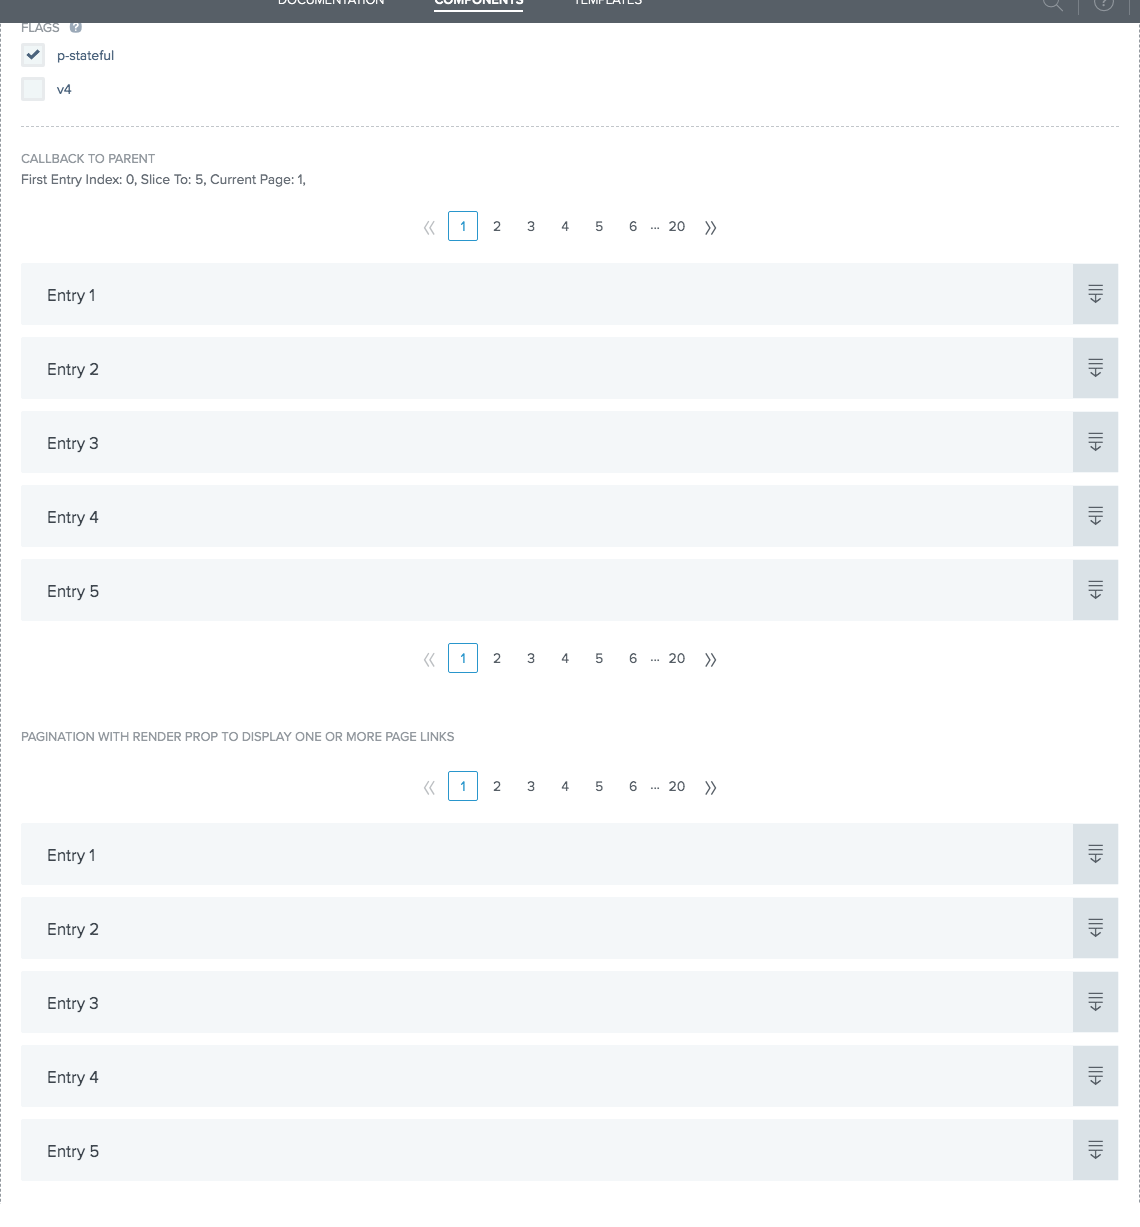 DOCUMENTATION COMPONENTS TEMPLATES
FLAGS ?
p-stateful
v4
CALLBACK TO PARENT
First Entry Index: 0, Slice To: 5, Current Page: 1,
1 2 3 4 5 6 ... 20
Entry 1
Entry 2
Entry 3
Entry 4
Entry 5
1 2 3 4 5 6 ... 20
PAGINATION WITH RENDER PROP TO DISPLAY ONE OR MORE PAGE LINKS
1 2 3 4 5 6 ... 20
Entry 1
Entry 2
Entry 3
Entry 4
Entry 5